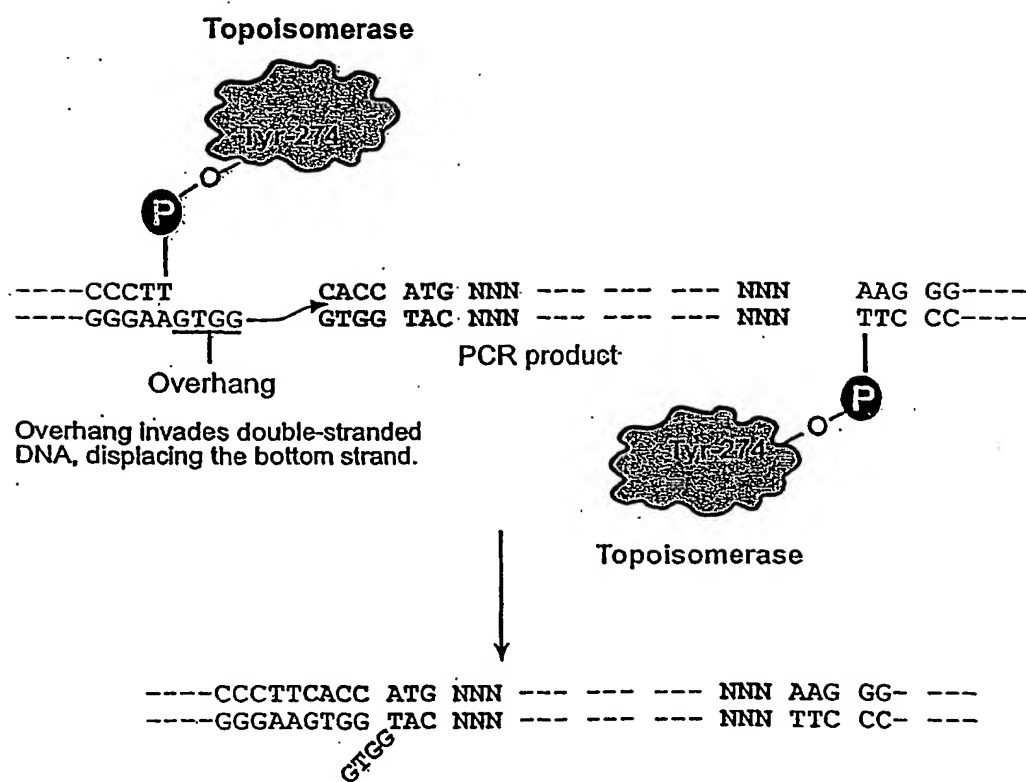 Topoisomerase
Tyr-274
O
P
----CCCTT CACC ATG NNN --- --- --- NNN AAG GG----
----GGGAAGTGG GTGG TAC NNN --- --- --- NNN TTC CC----
PCR product
Overhang
P
O
Overhang invades double-stranded
DNA, displacing the bottom strand.
Tyr-274
Topoisomerase
----CCCTTCACC ATG NNN --- --- --- NNN AAG GG- ---
----GGGAAGTGG TAC NNN --- --- --- NNN TTC CC- ---
GTGG